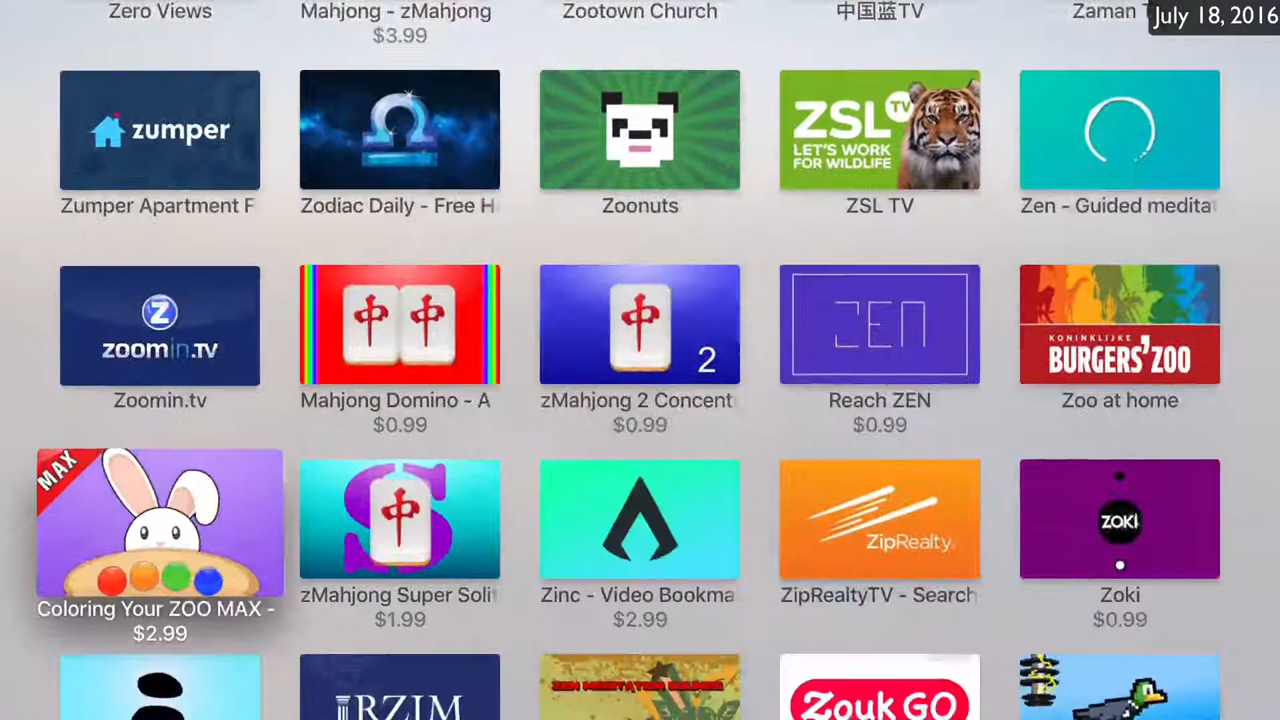 Zero Views
Mahjong - zMahjong
Zootown Church
中国蓝TV
Zaman T
July 18, 2016
$3.99
zumper
ZSL TV
LET'S WORK
FOR WILDLIFE
Zumper Apartment F
Zodiac Daily - Free H
Zoonuts
ZSL TV
Zen - Guided medita
Z
zoomin.TV
中 中
中
2
ZEN
KONINKLIJKE
BURGERS' ZOO
Zoomin.tv
Mahjong Domino - A
zMahjong 2 Concent
Reach ZEN
Zoo at home
$0.99
$0.99
$0.99
MAX
S
中
ZipRealty
ZOKI
Coloring Your ZOO MAX -
zMahjong Super Soli
Zinc - Video Bookma
ZipRealtyTV - Search
Zoki
$2.99
$1.99
$2.99
$0.99
RZIM
ZEN MEDITATION BUILDING
Zouk GO